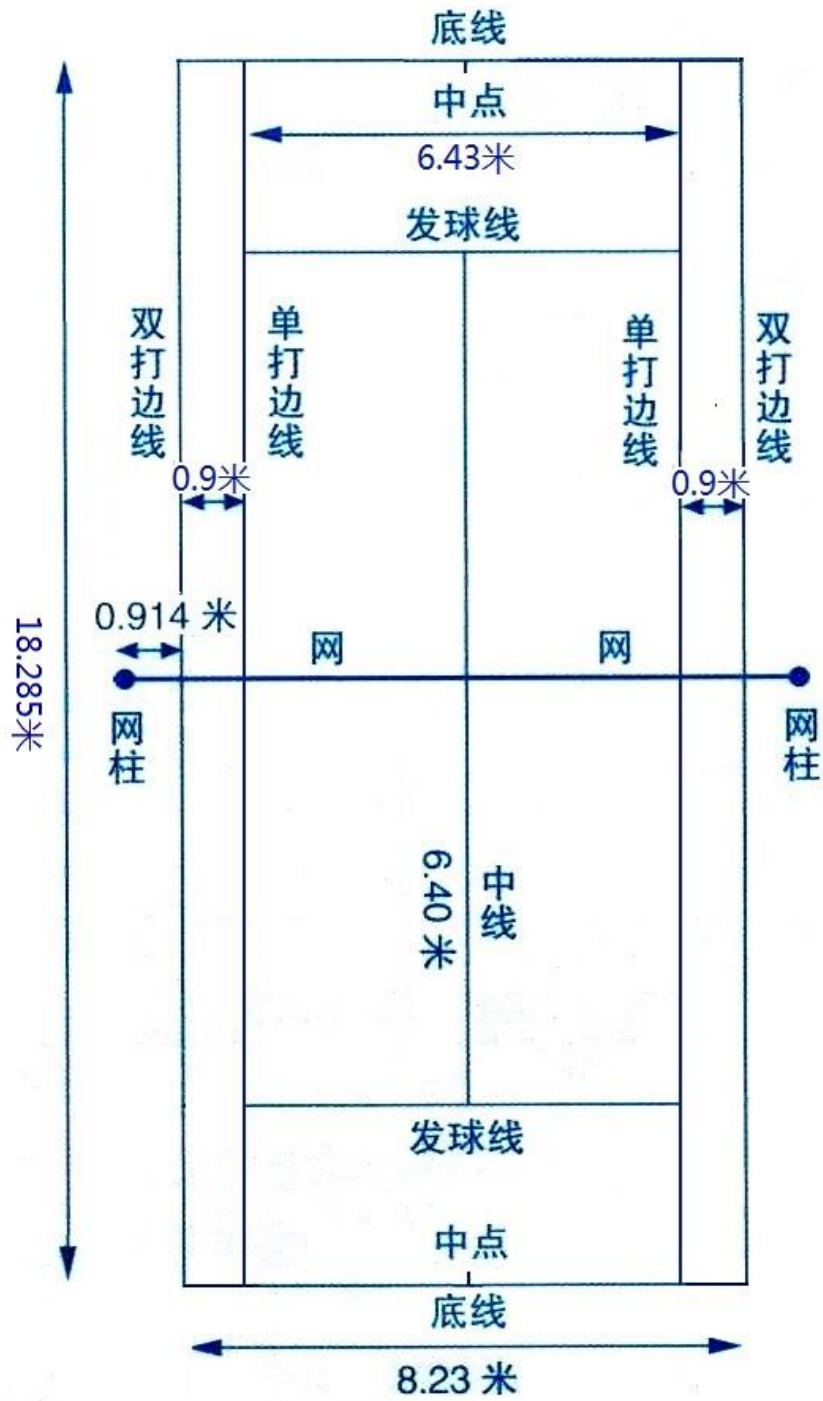 底线
中点
6.43米
发球线
双打边线
单打边线
单打边线
双打边线
0.9米
0.9米
0.914 米
网
网
18.285米
网柱
网柱
6.40 米
中线
发球线
中点
底线
8.23 米